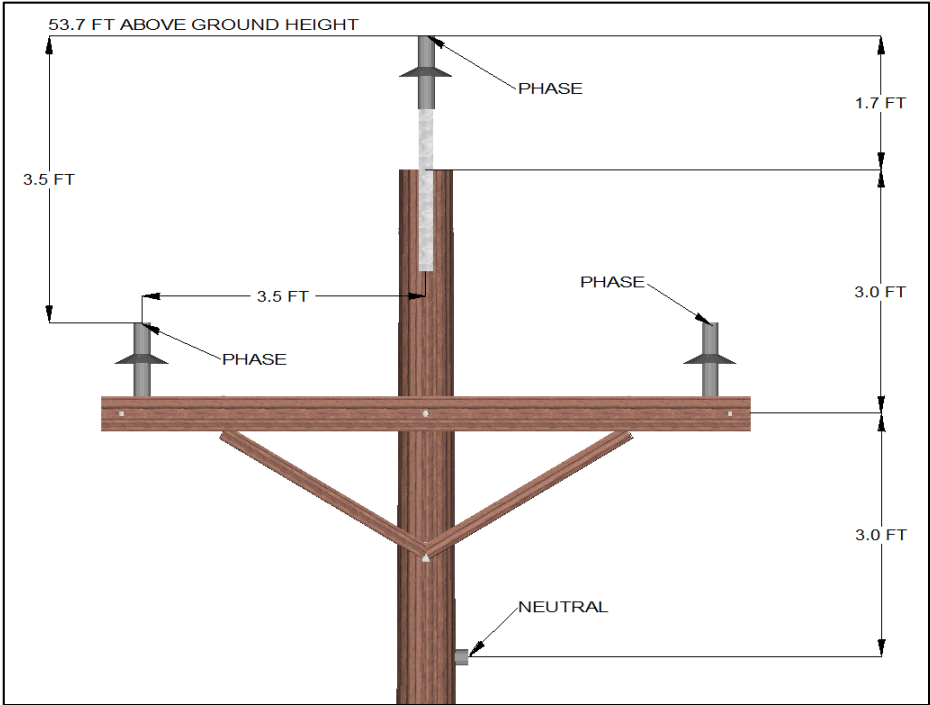 53.7 FT ABOVE GROUND HEIGHT
PHASE
1.7 FT
3.5 FT
3.5 FT
PHASE
3.0 FT
PHASE
3.0 FT
NEUTRAL